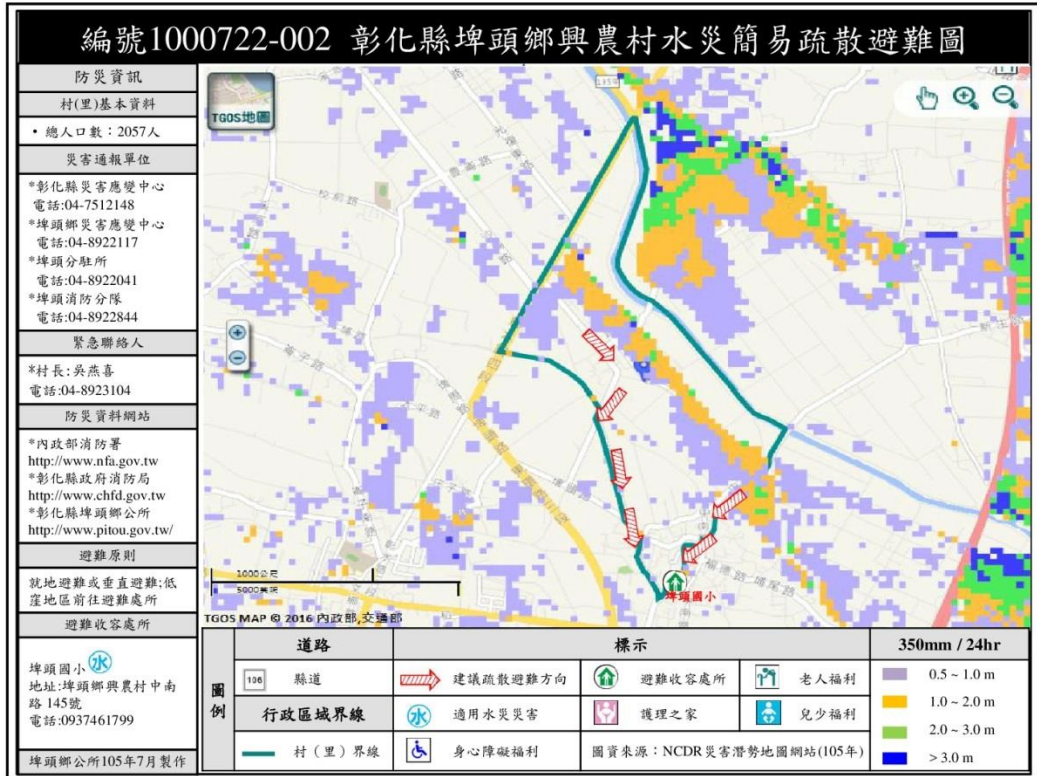 編號1000722-002 彰化縣埤頭鄉興農村水災簡易疏散避難圖
防災資訊
村(里)基本資料
• 總人口數：2057人
災害通報單位
*彰化縣災害應變中心
電話:04-7512148
*埤頭鄉災害應變中心
電話:04-8922117
*埤頭分駐所
電話:04-8922041
*埤頭消防分隊
電話:04-8922844
緊急聯絡人
*村長:吳燕喜
電話:04-8923104
防災資料網站
*內政部消防署
http://www.nfa.gov.tw
*彰化縣政府消防局
http://www.chfd.gov.tw
*彰化縣埤頭鄉公所
http://www.pitou.gov.tw/
避難原則
就地避難或垂直避難;低
窪地區前往避難處所
避難收容處所
埤頭國小 水
地址:埤頭鄉興農村中南
路 145號
電話:0937461799
埤頭鄉公所105年7月製作
TGOS地圖
埤頭國小
1000公尺
5000英呎
TGOS MAP © 2016 內政部,交通部
圖例
道路
106 縣道
行政區域界線
村（里）界線
標示
建議疏散避難方向
避難收容處所
老人福利
水 適用水災災害
護理之家
兒少福利
身心障礙福利
圖資來源：NCDR災害潛勢地圖網站(105年)
350mm / 24hr
0.5 ~ 1.0 m
1.0 ~ 2.0 m
2.0 ~ 3.0 m
> 3.0 m